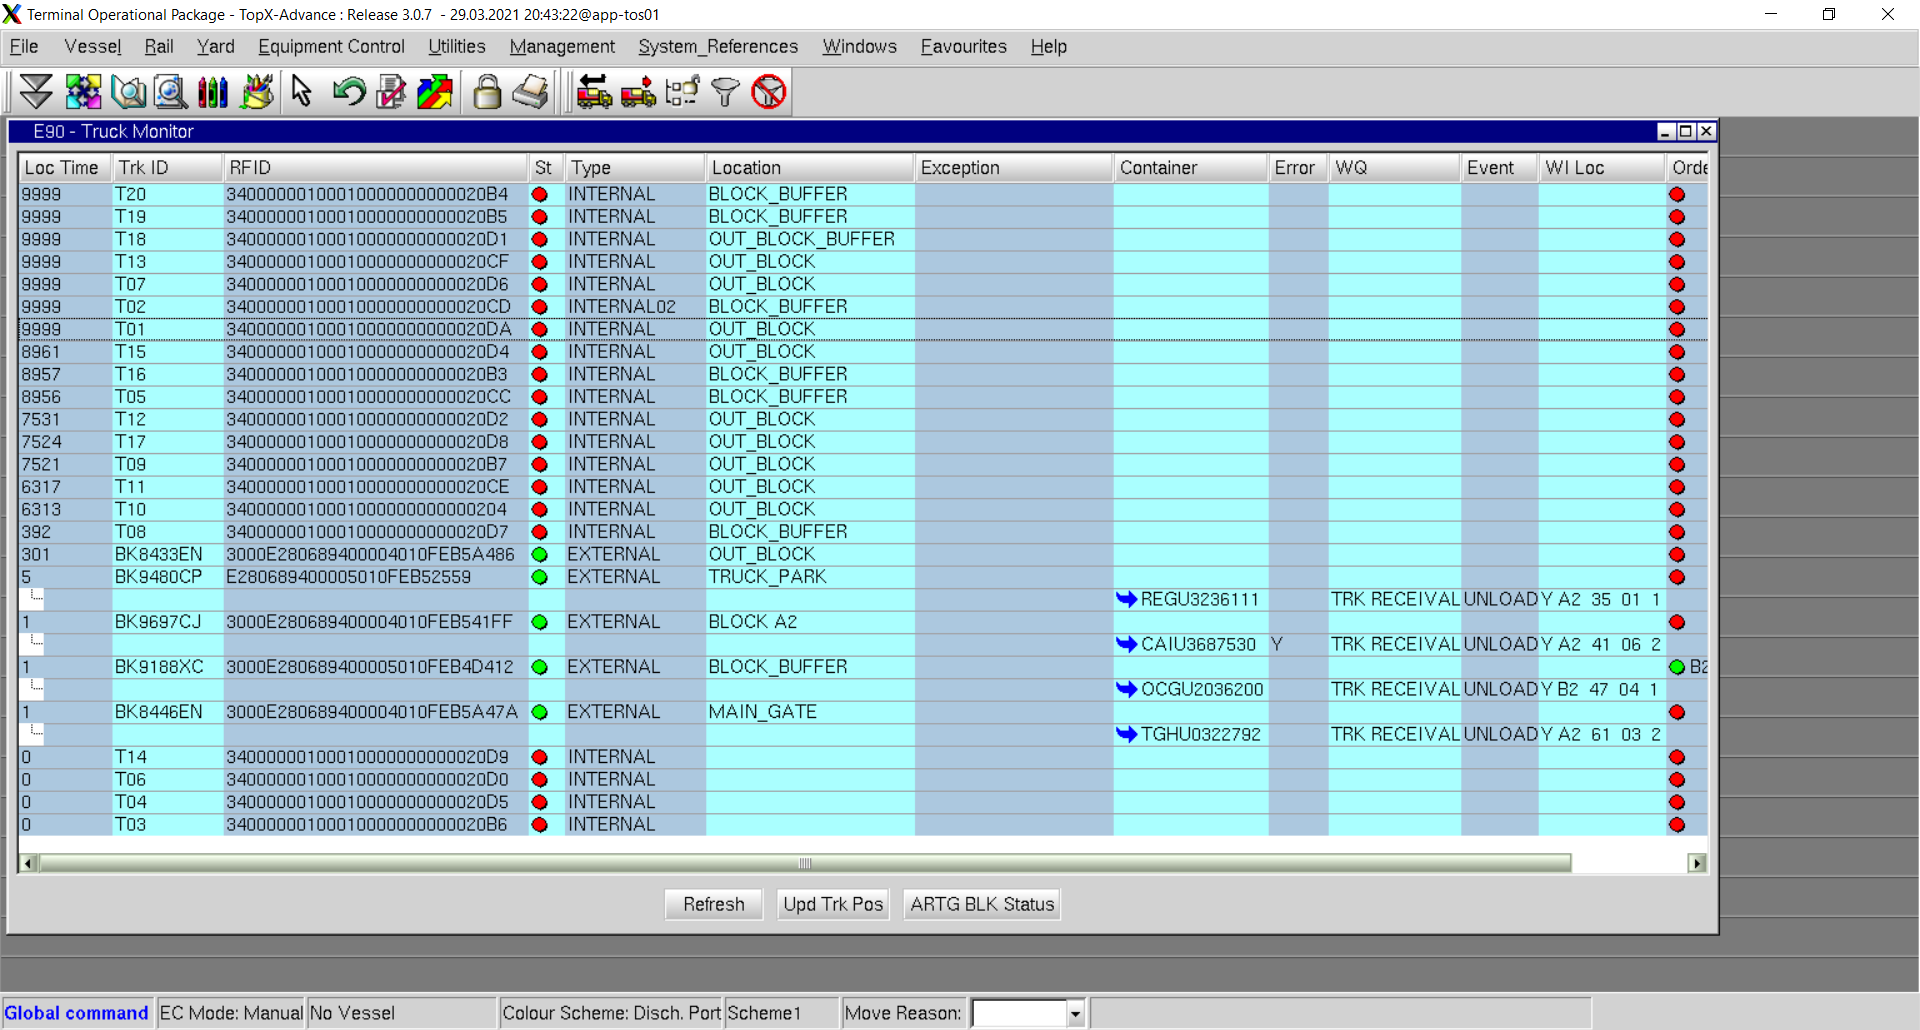 Terminal Operational Package - TopX-Advance : Release 3.0.7 - 29.03.2021 20:43:22@app-tos01
File Vessel Rail Yard Equipment Control Utilities Management System_References Windows Favourites Help
E90 - Truck Monitor
Loc Time Trk ID RFID St Type Location Exception Container Error WQ Event WI Loc Orde
9999 T20 34000000100010000000000020B4 INTERNAL BLOCK_BUFFER
9999 T19 34000000100010000000000020B5 INTERNAL BLOCK_BUFFER
9999 T18 34000000100010000000000020D1 INTERNAL OUT_BLOCK_BUFFER
9999 T13 34000000100010000000000020CF INTERNAL OUT_BLOCK
9999 T07 34000000100010000000000020D6 INTERNAL OUT_BLOCK
9999 T02 34000000100010000000000020CD INTERNAL02 BLOCK_BUFFER
9999 T01 34000000100010000000000020DA INTERNAL OUT_BLOCK
8961 T15 34000000100010000000000020D4 INTERNAL OUT_BLOCK
8957 T16 34000000100010000000000020B3 INTERNAL BLOCK_BUFFER
8956 T05 34000000100010000000000020CC INTERNAL BLOCK_BUFFER
7531 T12 34000000100010000000000020D2 INTERNAL OUT_BLOCK
7524 T17 34000000100010000000000020D8 INTERNAL OUT_BLOCK
7521 T09 34000000100010000000000020B7 INTERNAL OUT_BLOCK
6317 T11 34000000100010000000000020CE INTERNAL OUT_BLOCK
6313 T10 3400000010001000000000000204 INTERNAL OUT_BLOCK
392 T08 34000000100010000000000020D7 INTERNAL BLOCK_BUFFER
301 BK8433EN 3000E280689400004010FEB5A486 EXTERNAL OUT_BLOCK
5 BK9480CP E280689400005010FEB52559 EXTERNAL TRUCK_PARK
REGU3236111 TRK RECEIVAL UNLOAD Y A2 35 01 1
1 BK9697CJ 3000E280689400004010FEB541FF EXTERNAL BLOCK A2
CAIU3687530 Y TRK RECEIVAL UNLOAD Y A2 41 06 2
1 BK9188XC 3000E280689400005010FEB4D412 EXTERNAL BLOCK_BUFFER B2
OCGU2036200 TRK RECEIVAL UNLOAD Y B2 47 04 1
1 BK8446EN 3000E280689400004010FEB5A47A EXTERNAL MAIN_GATE
TGHU0322792 TRK RECEIVAL UNLOAD Y A2 61 03 2
0 T14 34000000100010000000000020D9 INTERNAL
0 T06 34000000100010000000000020D0 INTERNAL
0 T04 34000000100010000000000020D5 INTERNAL
0 T03 34000000100010000000000020B6 INTERNAL
Refresh Upd Trk Pos ARTG BLK Status
Global command EC Mode: Manual No Vessel Colour Scheme: Disch. Port Scheme1 Move Reason: